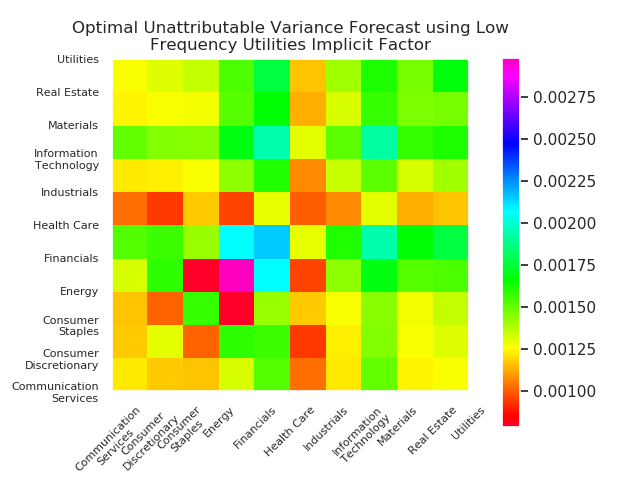 Optimal Unattributable Variance Forecast using Low
Frequency Utilities Implicit Factor
Utilities
Real Estate
Materials
Information
Technology
Industrials
Health Care
Financials
Energy
Consumer
Staples
Consumer
Discretionary
Communication
Services
Communication
Services
Consumer
Discretionary
Consumer
Staples
Energy
Financials
Health Care
Industrials
Information
Technology
Materials
Real Estate
Utilities
0.00275
0.00250
0.00225
0.00200
0.00175
0.00150
0.00125
0.00100